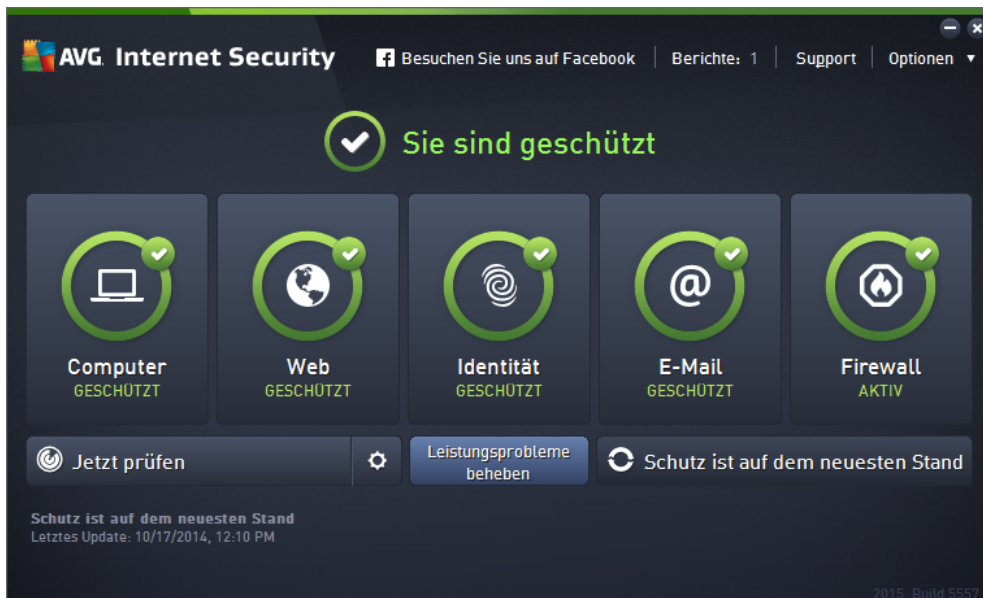 AVG Internet Security
Besuchen Sie uns auf Facebook
Berichte: 1
Support
Optionen
Sie sind geschützt
Computer
GESCHÜTZT
Web
GESCHÜTZT
Identität
GESCHÜTZT
E-Mail
GESCHÜTZT
Firewall
AKTIV
Jetzt prüfen
Leistungsprobleme
beheben
Schutz ist auf dem neuesten Stand
Schutz ist auf dem neuesten Stand
Letztes Update: 10/17/2014, 12:10 PM
2015 Build 5557